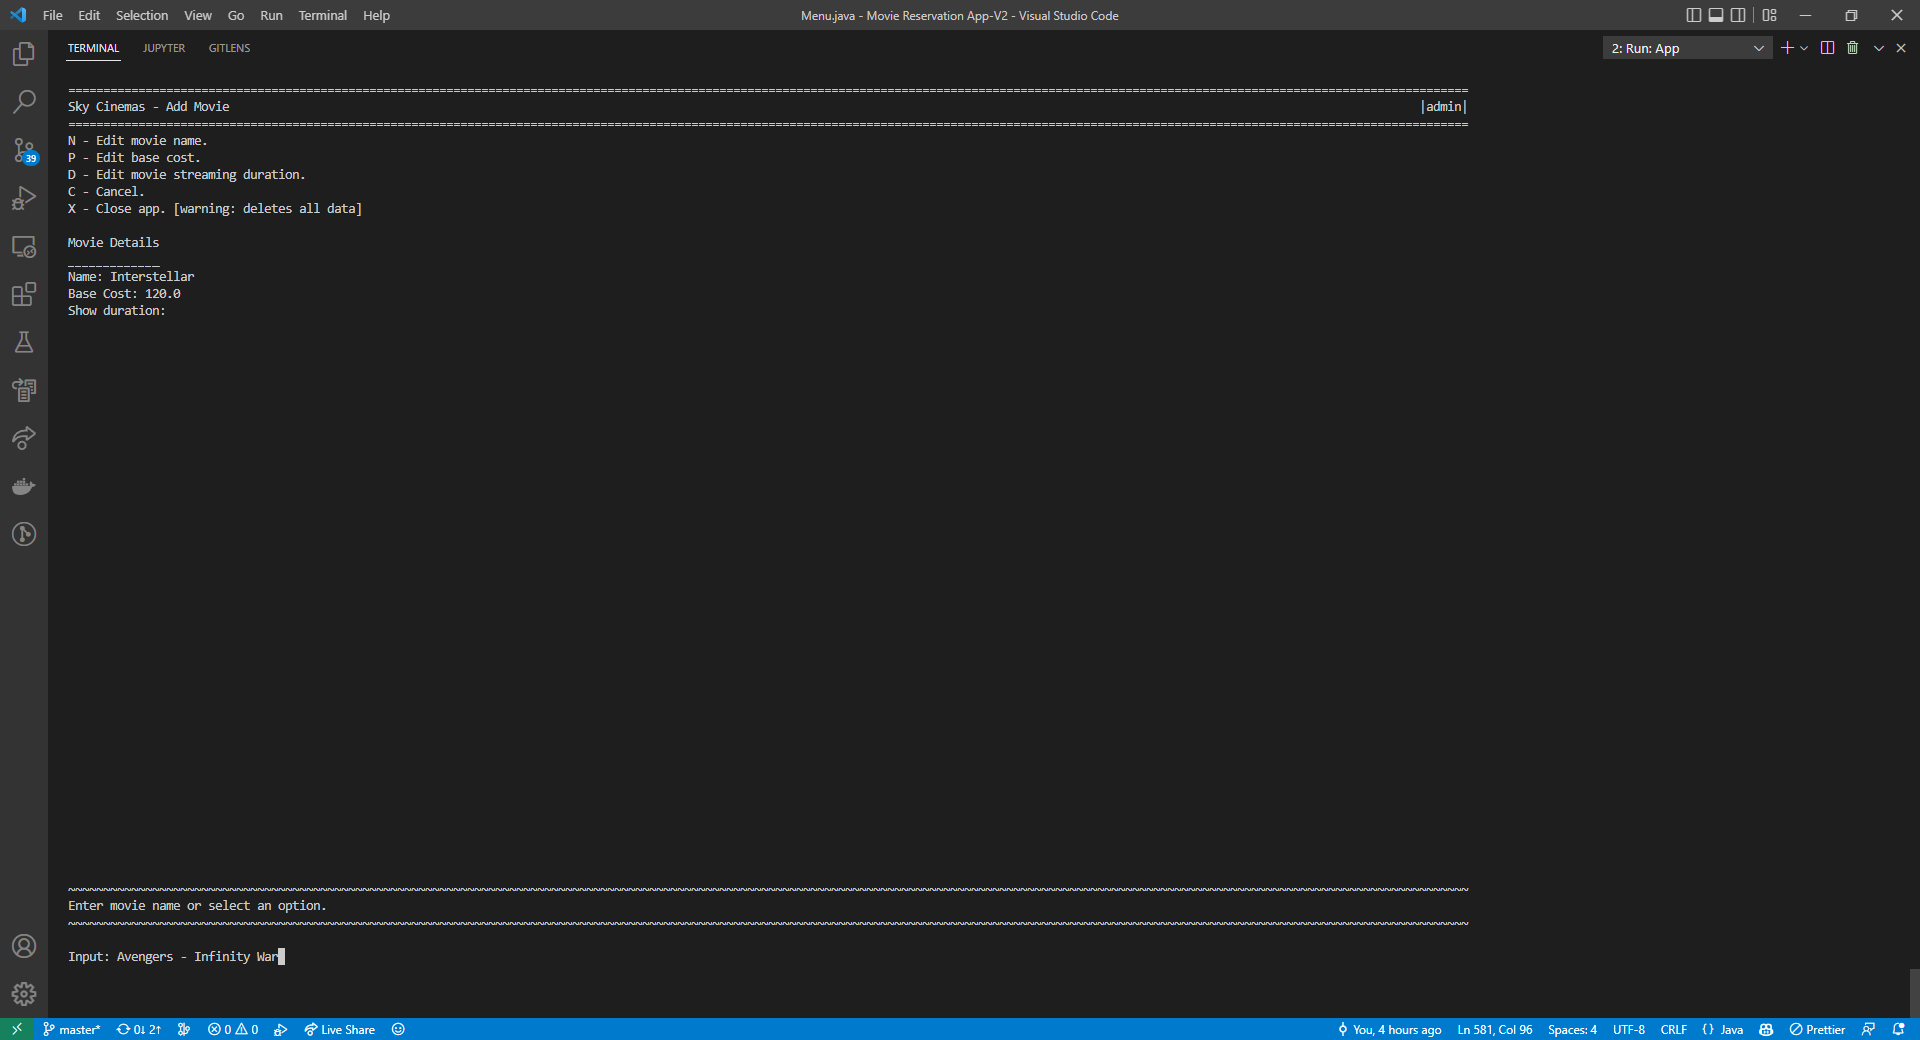 File Edit Selection View Go Run Terminal Help
Menu.java - Movie Reservation App-V2 - Visual Studio Code
TERMINAL JUPYTER GITLENS
2: Run: App
Sky Cinemas - Add Movie |admin|
N - Edit movie name.
P - Edit base cost.
D - Edit movie streaming duration.
C - Cancel.
X - Close app. [warning: deletes all data]
Movie Details
_____________
Name: Interstellar
Base Cost: 120.0
Show duration:
39
Enter movie name or select an option.
Input: Avengers - Infinity War
master* 0↓ 2↑ 0 0 Live Share
You, 4 hours ago Ln 581, Col 96 Spaces: 4 UTF-8 CRLF {} Java Prettier